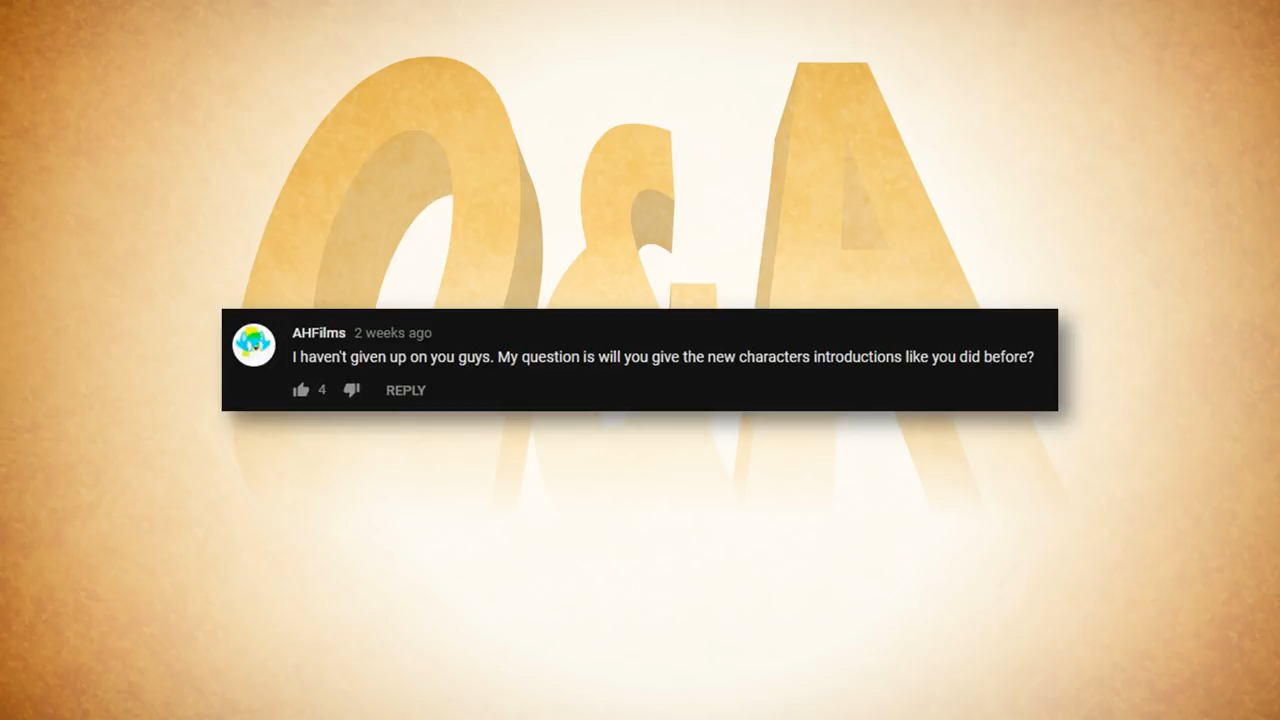 Q&A
AHFilms 2 weeks ago
I haven't given up on you guys. My question is will you give the new characters introductions like you did before?
4 REPLY